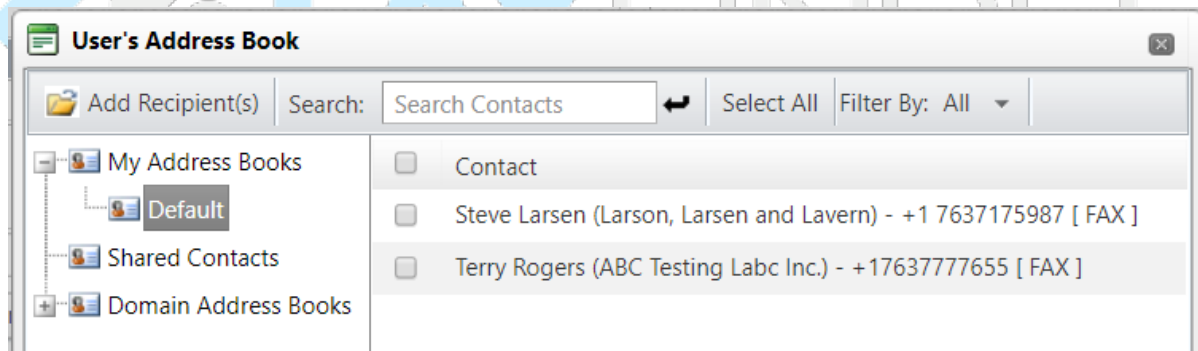 User's Address Book
Add Recipient(s) Search: Search Contacts Select All Filter By: All
My Address Books
Default
Shared Contacts
Domain Address Books
Contact
Steve Larsen (Larson, Larsen and Lavern) - +1 7637175987 [ FAX ]
Terry Rogers (ABC Testing Labc Inc.) - +17637777655 [ FAX ]